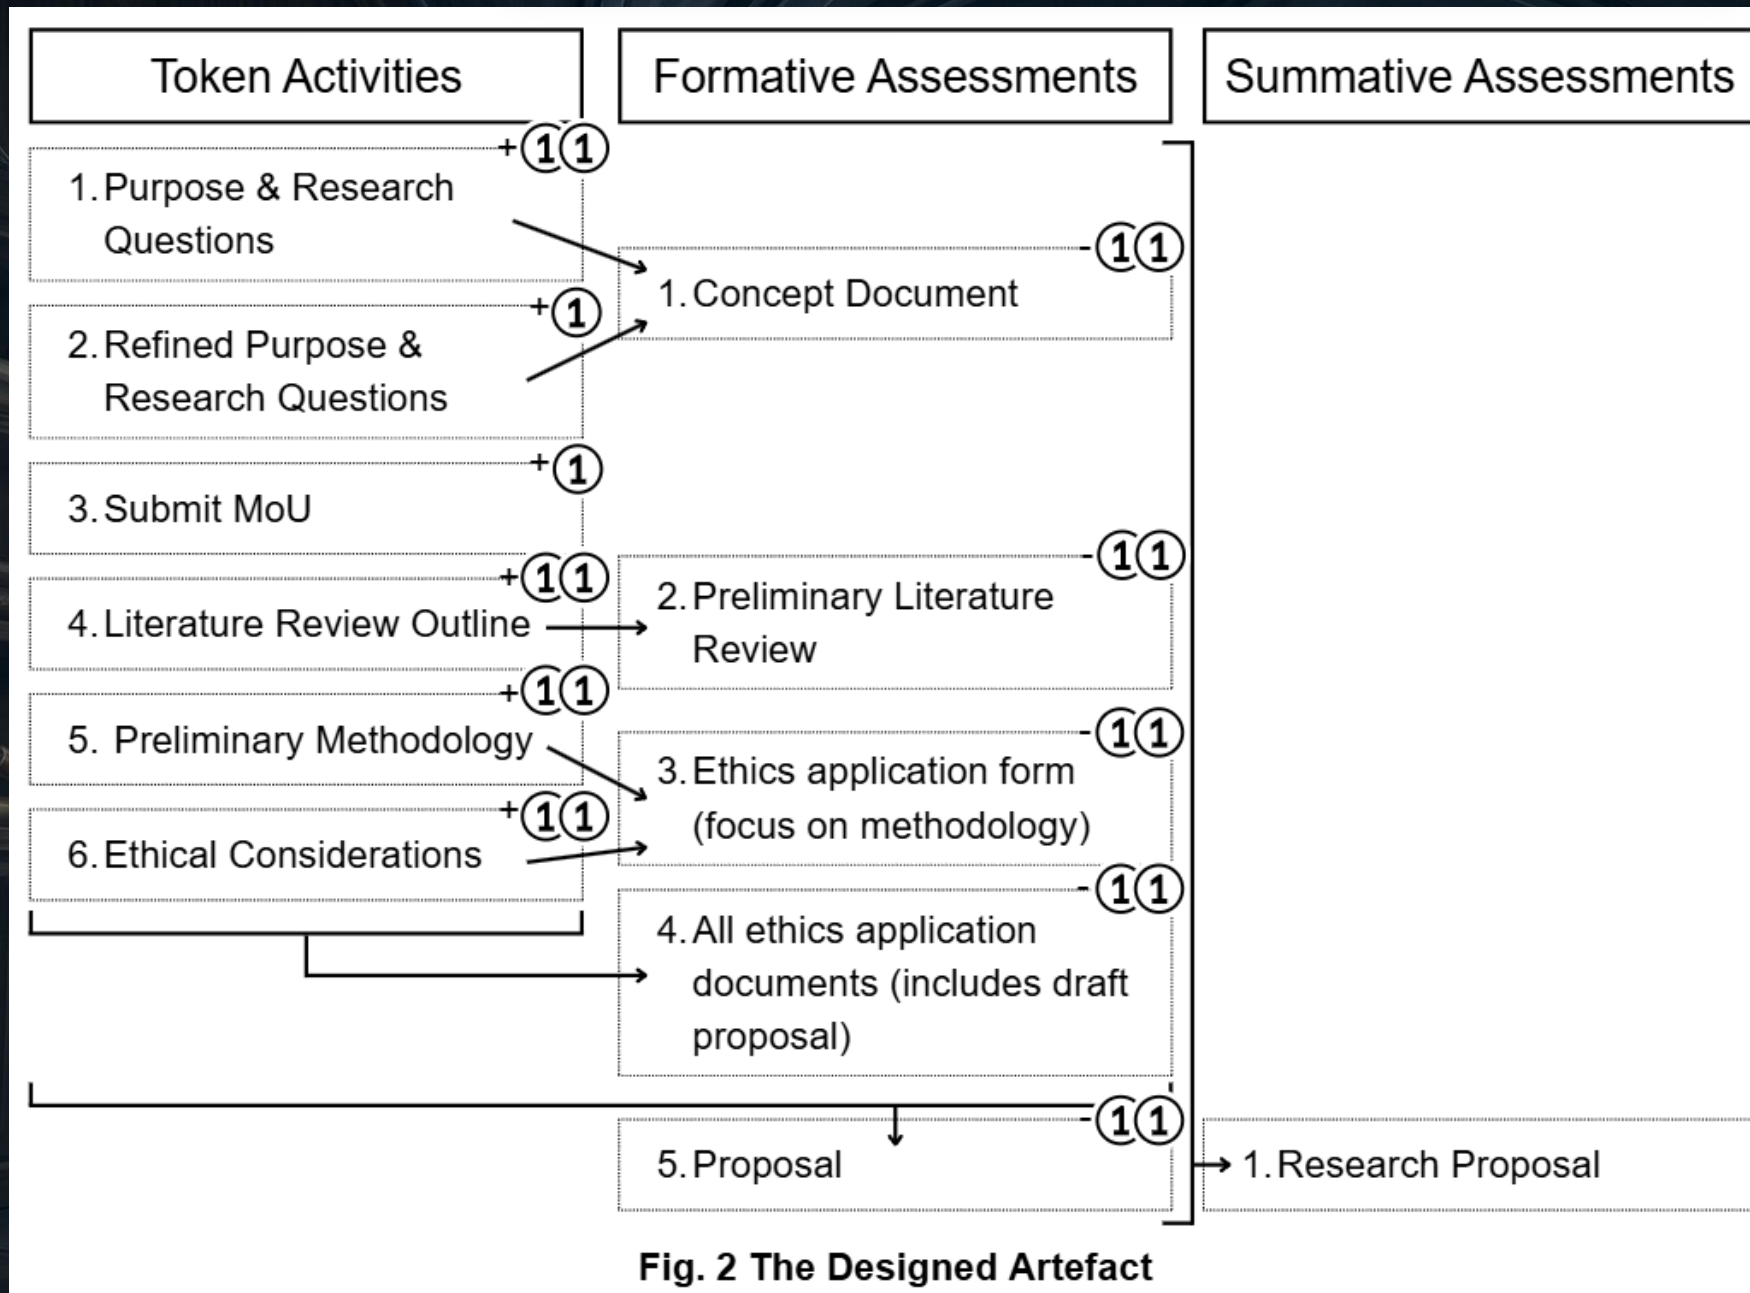 Token Activities
Formative Assessments
Summative Assessments
+①①
1. Purpose & Research
Questions
-①①
1. Concept Document
+①
2. Refined Purpose &
Research Questions
+①
3. Submit MoU
+①①
4. Literature Review Outline
-①①
2. Preliminary Literature
Review
+①①
5. Preliminary Methodology
-①①
3. Ethics application form
(focus on methodology)
+①①
6. Ethical Considerations
-①①
4. All ethics application
documents (includes draft
proposal)
-①①
5. Proposal
1. Research Proposal
Fig. 2 The Designed Artefact